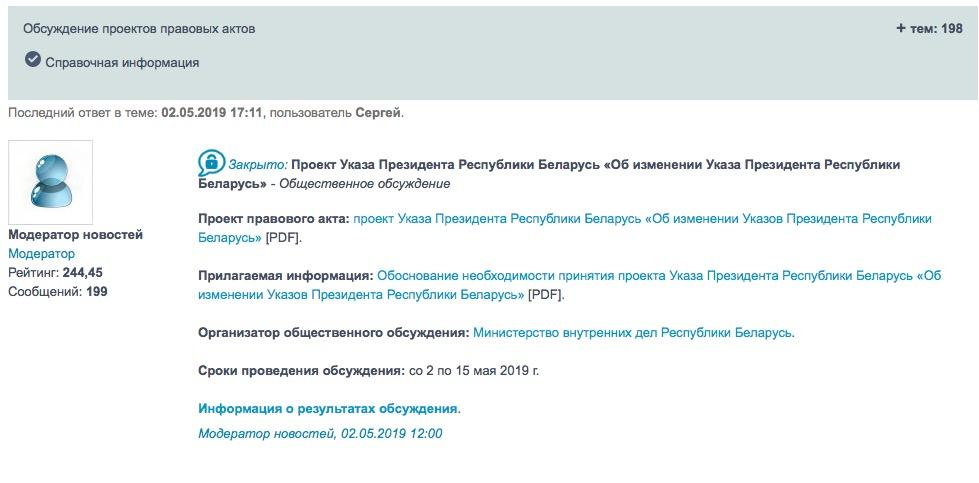 Обсуждение проектов правовых актов
+ тем: 198
Справочная информация
Последний ответ в теме: 02.05.2019 17:11, пользователь Сергей.
Закрыто: Проект Указа Президента Республики Беларусь «Об изменении Указа Президента Республики
Беларусь» - Общественное обсуждение
Проект правового акта: проект Указа Президента Республики Беларусь «Об изменении Указов Президента Республики
Беларусь» [PDF].
Модератор новостей
Модератор
Рейтинг: 244,45
Сообщений: 199
Прилагаемая информация: Обоснование необходимости принятия проекта Указа Президента Республики Беларусь «Об
изменении Указов Президента Республики Беларусь» [PDF].
Организатор общественного обсуждения: Министерство внутренних дел Республики Беларусь.
Сроки проведения обсуждения: со 2 по 15 мая 2019 г.
Информация о результатах обсуждения.
Модератор новостей, 02.05.2019 12:00